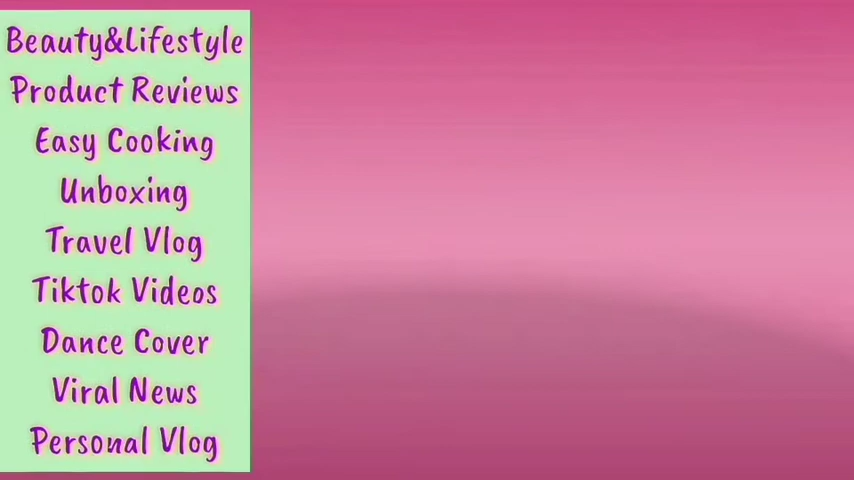 Beauty&Lifestyle
Product Reviews
Easy Cooking
Unboxing
Travel Vlog
Tiktok Videos
Dance Cover
Viral News
Personal Vlog